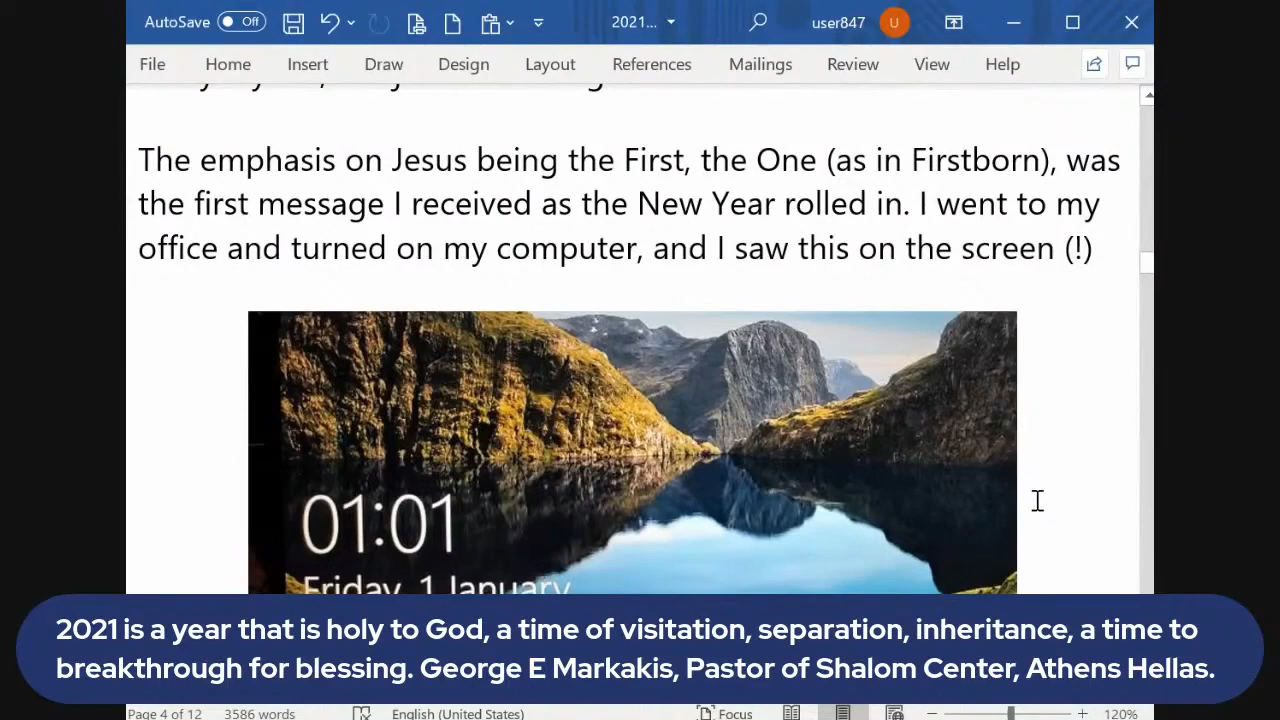 AutoSave Off 2021... user847 U
File Home Insert Draw Design Layout References Mailings Review View Help
The emphasis on Jesus being the First, the One (as in Firstborn), was
the first message I received as the New Year rolled in. I went to my
office and turned on my computer, and I saw this on the screen (!)
01:01
Friday, 1 January
2021 is a year that is holy to God, a time of visitation, separation, inheritance, a time to
breakthrough for blessing. George E Markakis, Pastor of Shalom Center, Athens Hellas.
Page 4 of 12 3586 words English (United States) Focus 120%